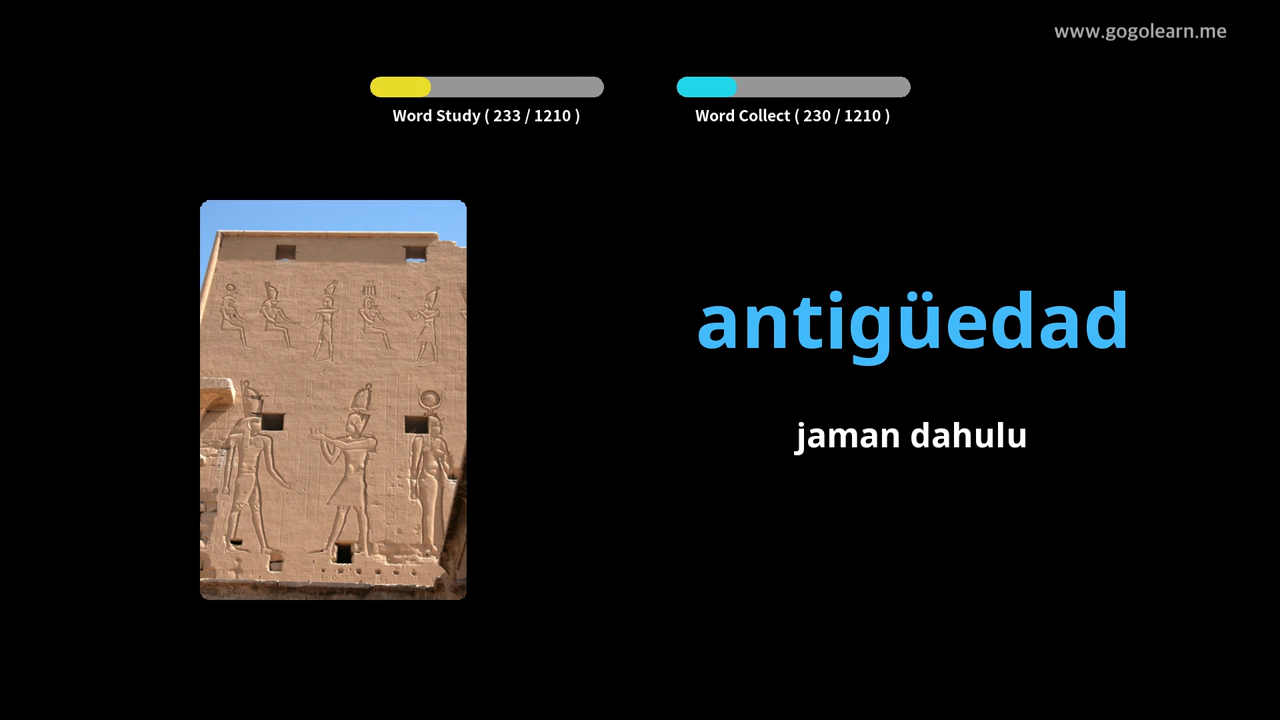 www.gogolearn.me
Word Study ( 233 / 1210 )
Word Collect ( 230 / 1210 )
antigüedad
jaman dahulu